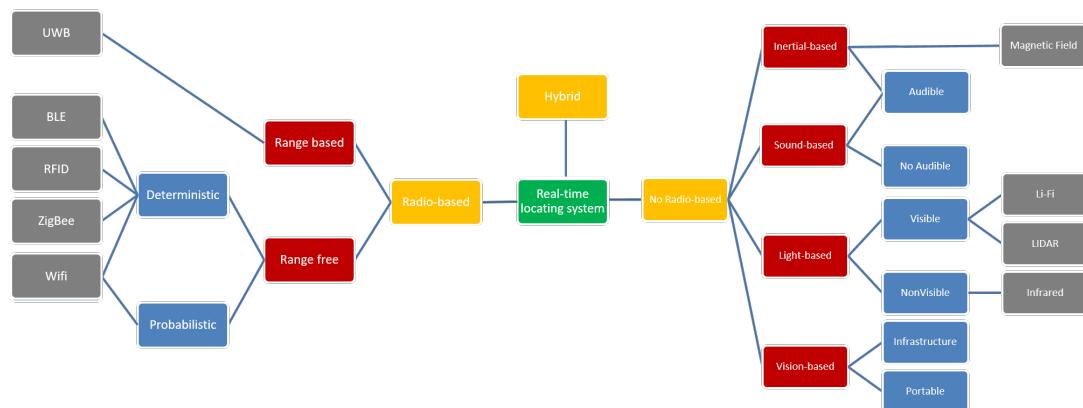 UWB
BLE
RFID
ZigBee
Wifi
Deterministic
Probabilistic
Range based
Range free
Radio-based
Hybrid
Real-time
locating system
No Radio-based
Inertial-based
Sound-based
Light-based
Vision-based
Audible
No Audible
Visible
NonVisible
Infrastructure
Portable
Magnetic Field
Li-Fi
LIDAR
Infrared